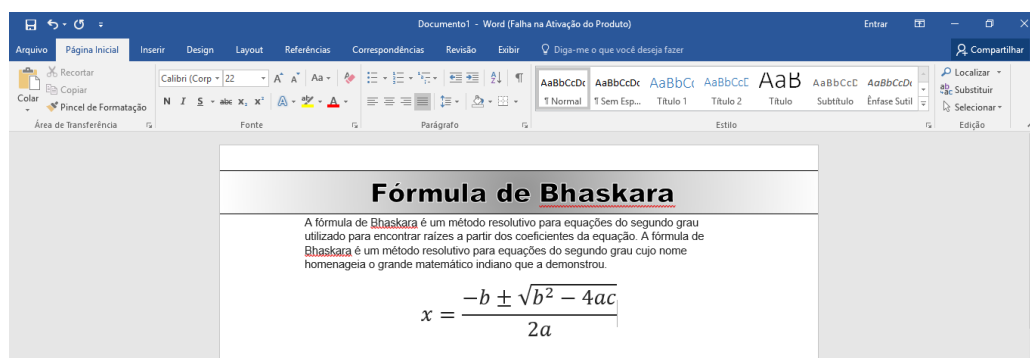 Documento1 - Word (Falha na Ativação do Produto)
Entrar
Arquivo Página Inicial Inserir Design Layout Referências Correspondências Revisão Exibir Diga-me o que você deseja fazer Compartilhar
Colar
Recortar
Copiar
Pincel de Formatação
Área de Transferência
Calibri (Corp 22 A A Aa
N I S abc x₂ x² A A
Fonte
Parágrafo
AaBbCcDc AaBbCcDc AaBbCc AaBbCcC AaB AaBbCcD AaBbCcDc
¶ Normal ¶ Sem Esp... Título 1 Título 2 Título Subtítulo Ênfase Sutil
Estilo
Localizar
Substituir
Selecionar
Edição
Fórmula de Bhaskara
A fórmula de Bhaskara é um método resolutivo para equações do segundo grau
utilizado para encontrar raízes a partir dos coeficientes da equação. A fórmula de
Bhaskara é um método resolutivo para equações do segundo grau cujo nome
homenageia o grande matemático indiano que a demonstrou.
x = (−b ± √(b² − 4ac)) / 2a